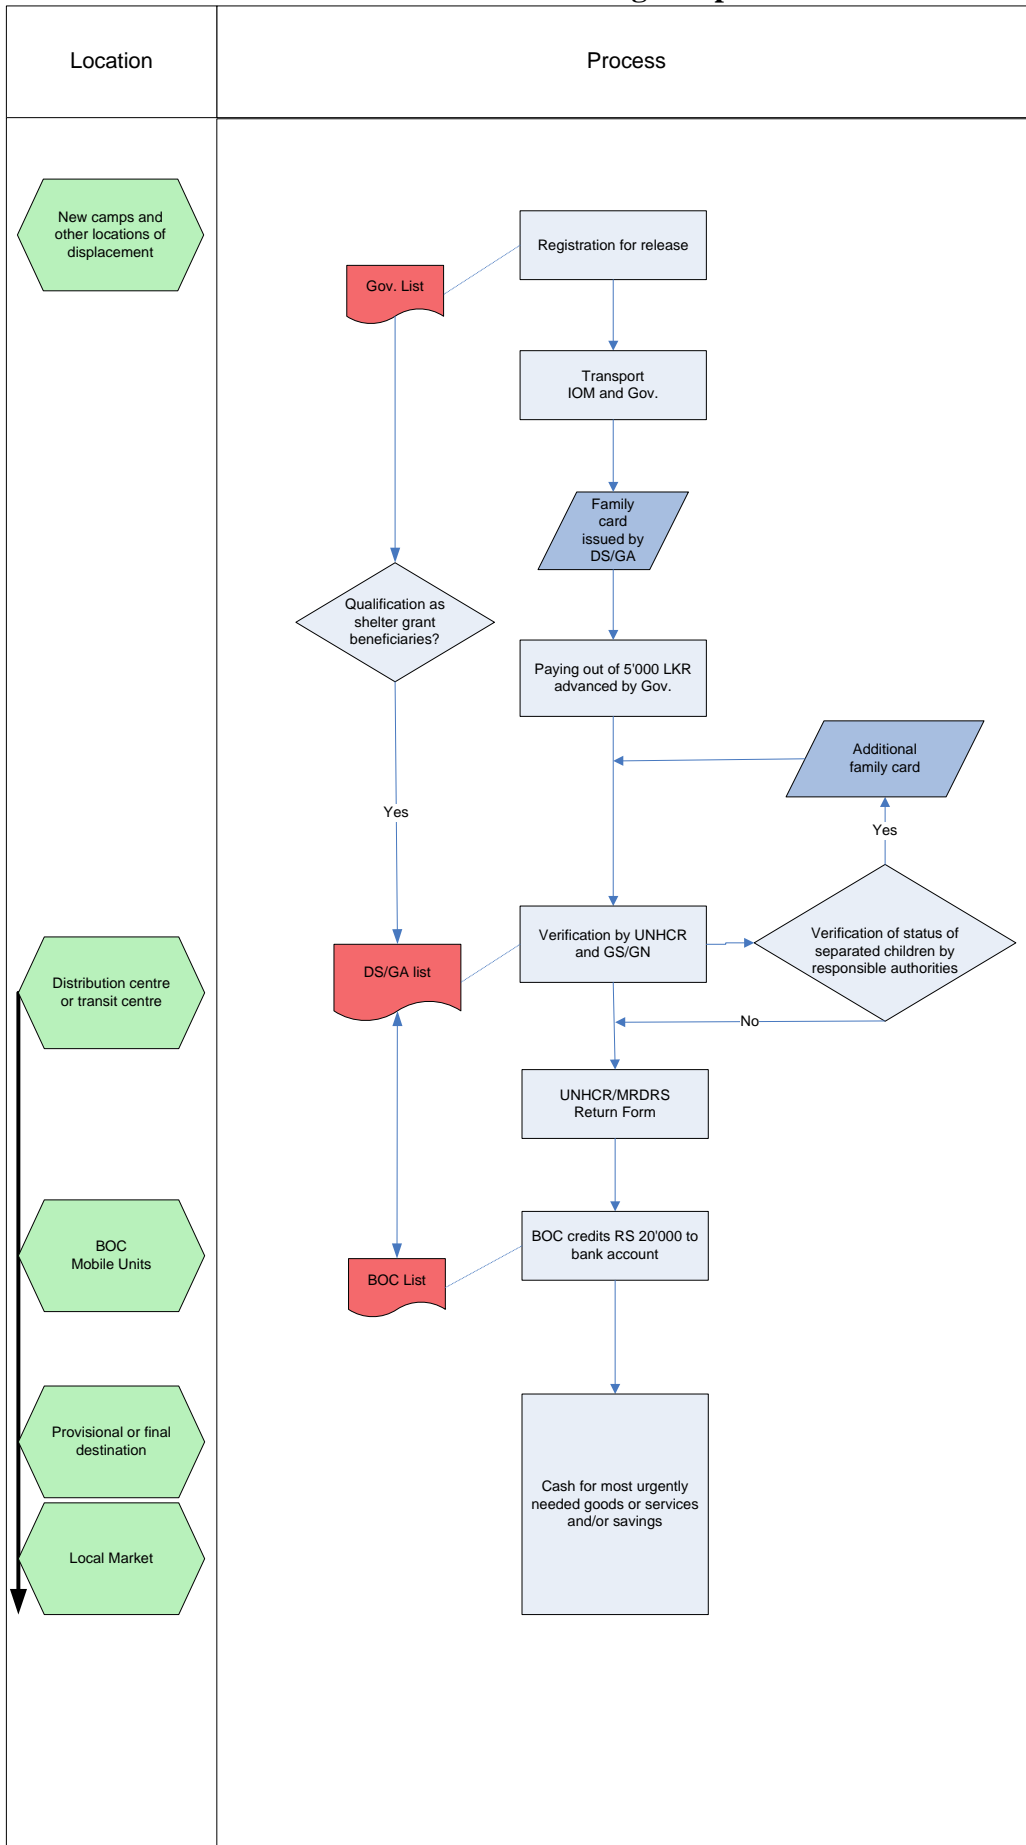 Location
Process
New camps and
other locations of
displacement
Registration for release
Gov. List
Transport
IOM and Gov.
Family
card
issued by
DS/GA
Qualification as
shelter grant
beneficiaries?
Paying out of 5'000 LKR
advanced by Gov.
Additional
family card
Yes
Yes
Verification by UNHCR
and GS/GN
Verification of status of
separated children by
responsible authorities
DS/GA list
Distribution centre
or transit centre
No
UNHCR/MRDRS
Return Form
BOC
Mobile Units
BOC credits RS 20'000 to
bank account
BOC List
Provisional or final
destination
Cash for most urgently
needed goods or services
and/or savings
Local Market